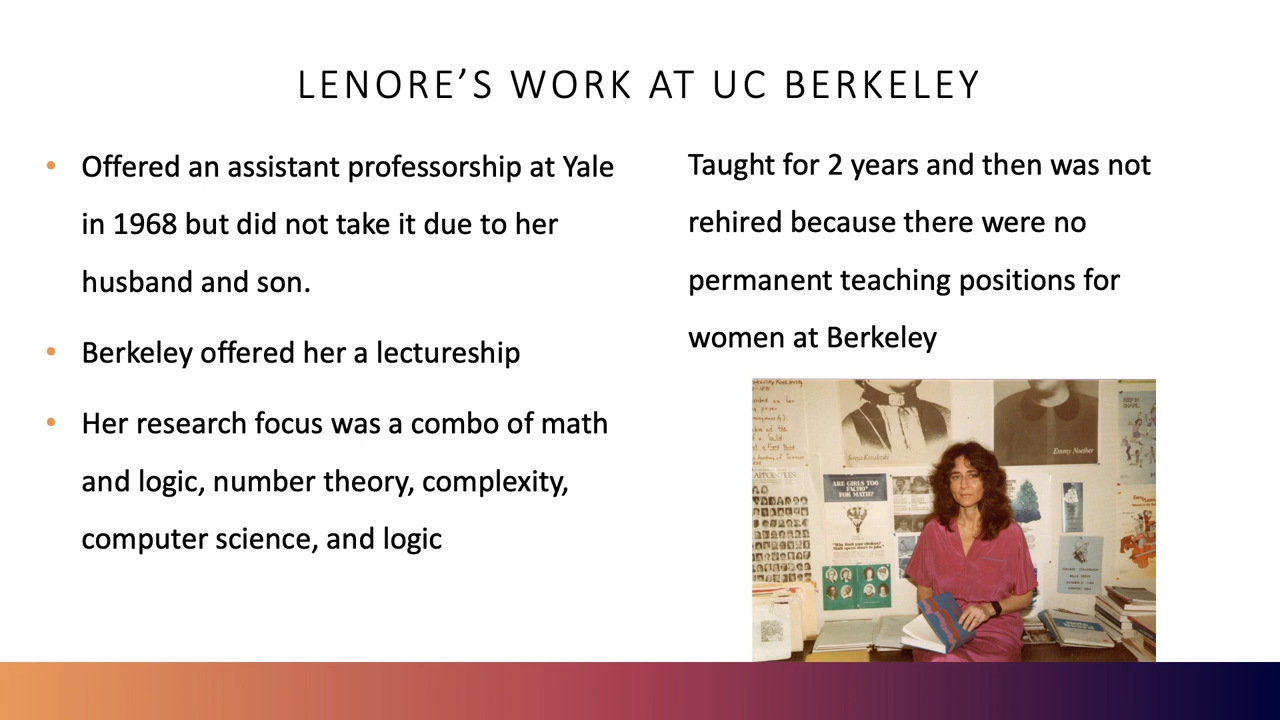 LENORE’S WORK AT UC BERKELEY
• Offered an assistant professorship at Yale
in 1968 but did not take it due to her
husband and son.
• Berkeley offered her a lectureship
• Her research focus was a combo of math
and logic, number theory, complexity,
computer science, and logic
Taught for 2 years and then was not
rehired because there were no
permanent teaching positions for
women at Berkeley
Emmy Noether
ARE GIRLS TOO
FOR MATH?